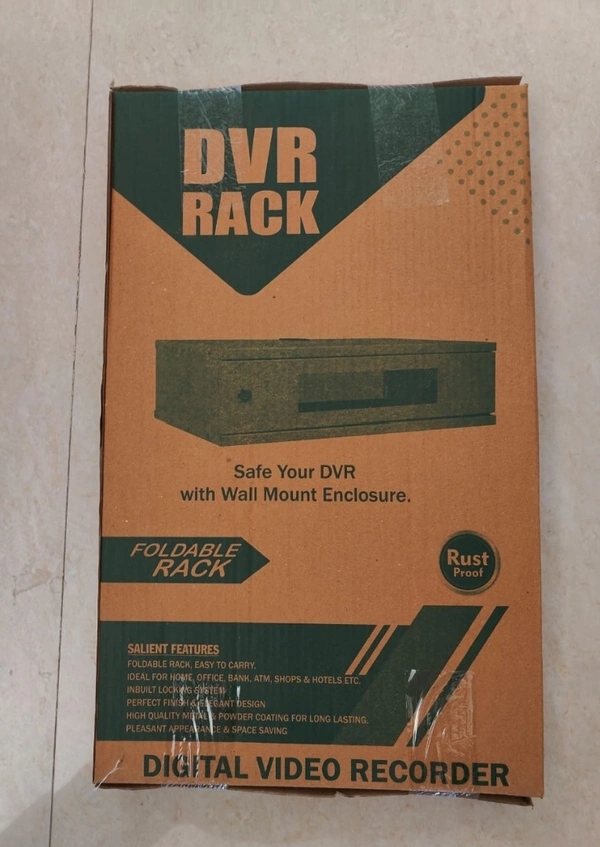 DVR
RACK
Safe Your DVR
with Wall Mount Enclosure.
FOLDABLE
RACK
Rust
Proof
SALIENT FEATURES
FOLDABLE RACK, EASY TO CARRY.
IDEAL FOR HOME, OFFICE, BANK, ATM, SHOPS & HOTELS ETC.
INBUILT LOCKING SYSTEM
PERFECT FINISH & ELEGANT DESIGN
HIGH QUALITY METAL & POWDER COATING FOR LONG LASTING.
PLEASANT APPEARANCE & SPACE SAVING
DIGITAL VIDEO RECORDER